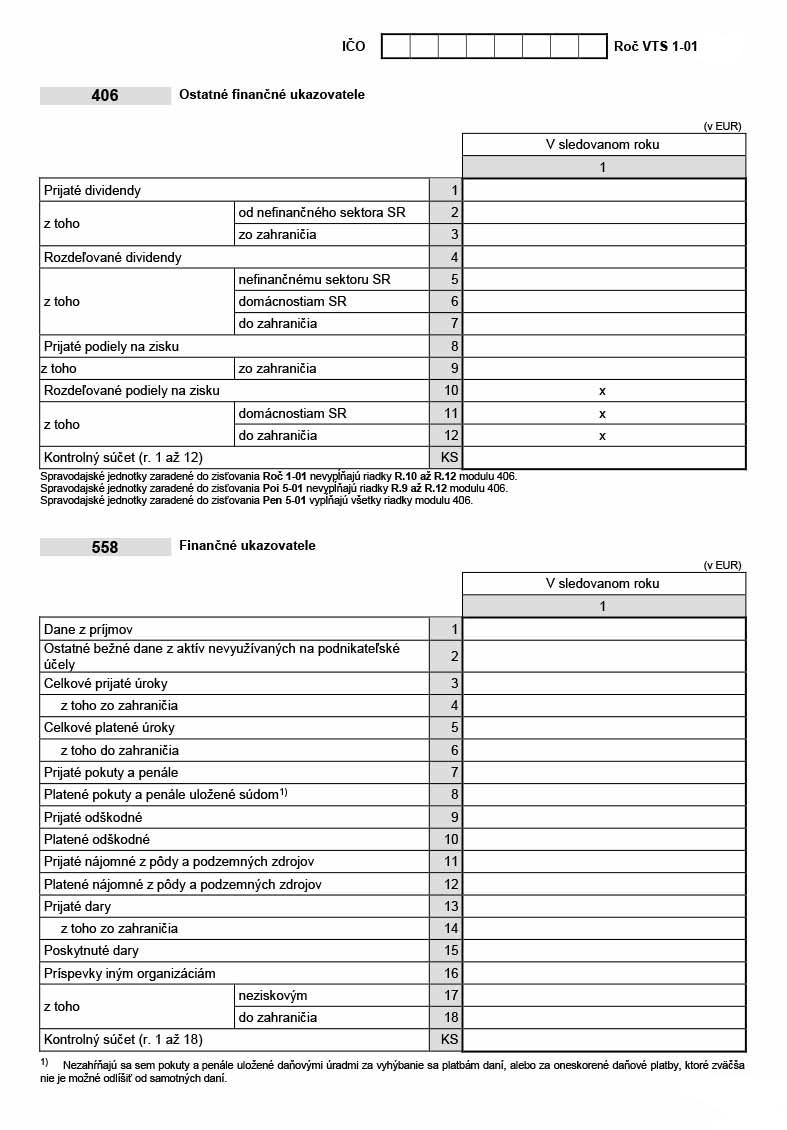 IČO Roč VTS 1-01
406 Ostatné finančné ukazovatele
(v EUR)
V sledovanom roku
1
Prijaté dividendy 1
z toho od nefinančného sektora SR 2
zo zahraničia 3
Rozdeľované dividendy 4
z toho nefinančnému sektoru SR 5
domácnostiam SR 6
do zahraničia 7
Prijaté podiely na zisku 8
z toho zo zahraničia 9
Rozdeľované podiely na zisku 10 x
z toho domácnostiam SR 11 x
do zahraničia 12 x
Kontrolný súčet (r. 1 až 12) KS
Spravodajské jednotky zaradené do zisťovania Roč 1-01 nevypĺňajú riadky R.10 až R.12 modulu 406.
Spravodajské jednotky zaradené do zisťovania Poi 5-01 nevypĺňajú riadky R.9 až R.12 modulu 406.
Spravodajské jednotky zaradené do zisťovania Pen 5-01 vypĺňajú všetky riadky modulu 406.
558 Finančné ukazovatele
(v EUR)
V sledovanom roku
1
Dane z príjmov 1
Ostatné bežné dane z aktív nevyužívaných na podnikateľské
účely 2
Celkové prijaté úroky 3
z toho zo zahraničia 4
Celkové platené úroky 5
z toho do zahraničia 6
Prijaté pokuty a penále 7
Platené pokuty a penále uložené súdom1) 8
Prijaté odškodné 9
Platené odškodné 10
Prijaté nájomné z pôdy a podzemných zdrojov 11
Platené nájomné z pôdy a podzemných zdrojov 12
Prijaté dary 13
z toho zo zahraničia 14
Poskytnuté dary 15
Príspevky iným organizáciám 16
z toho neziskovým 17
do zahraničia 18
Kontrolný súčet (r. 1 až 18) KS
1) Nezahŕňajú sa sem pokuty a penále uložené daňovými úradmi za vyhýbanie sa platbám daní, alebo za oneskorené daňové platby, ktoré zväčša
nie je možné odlíšiť od samotných daní.